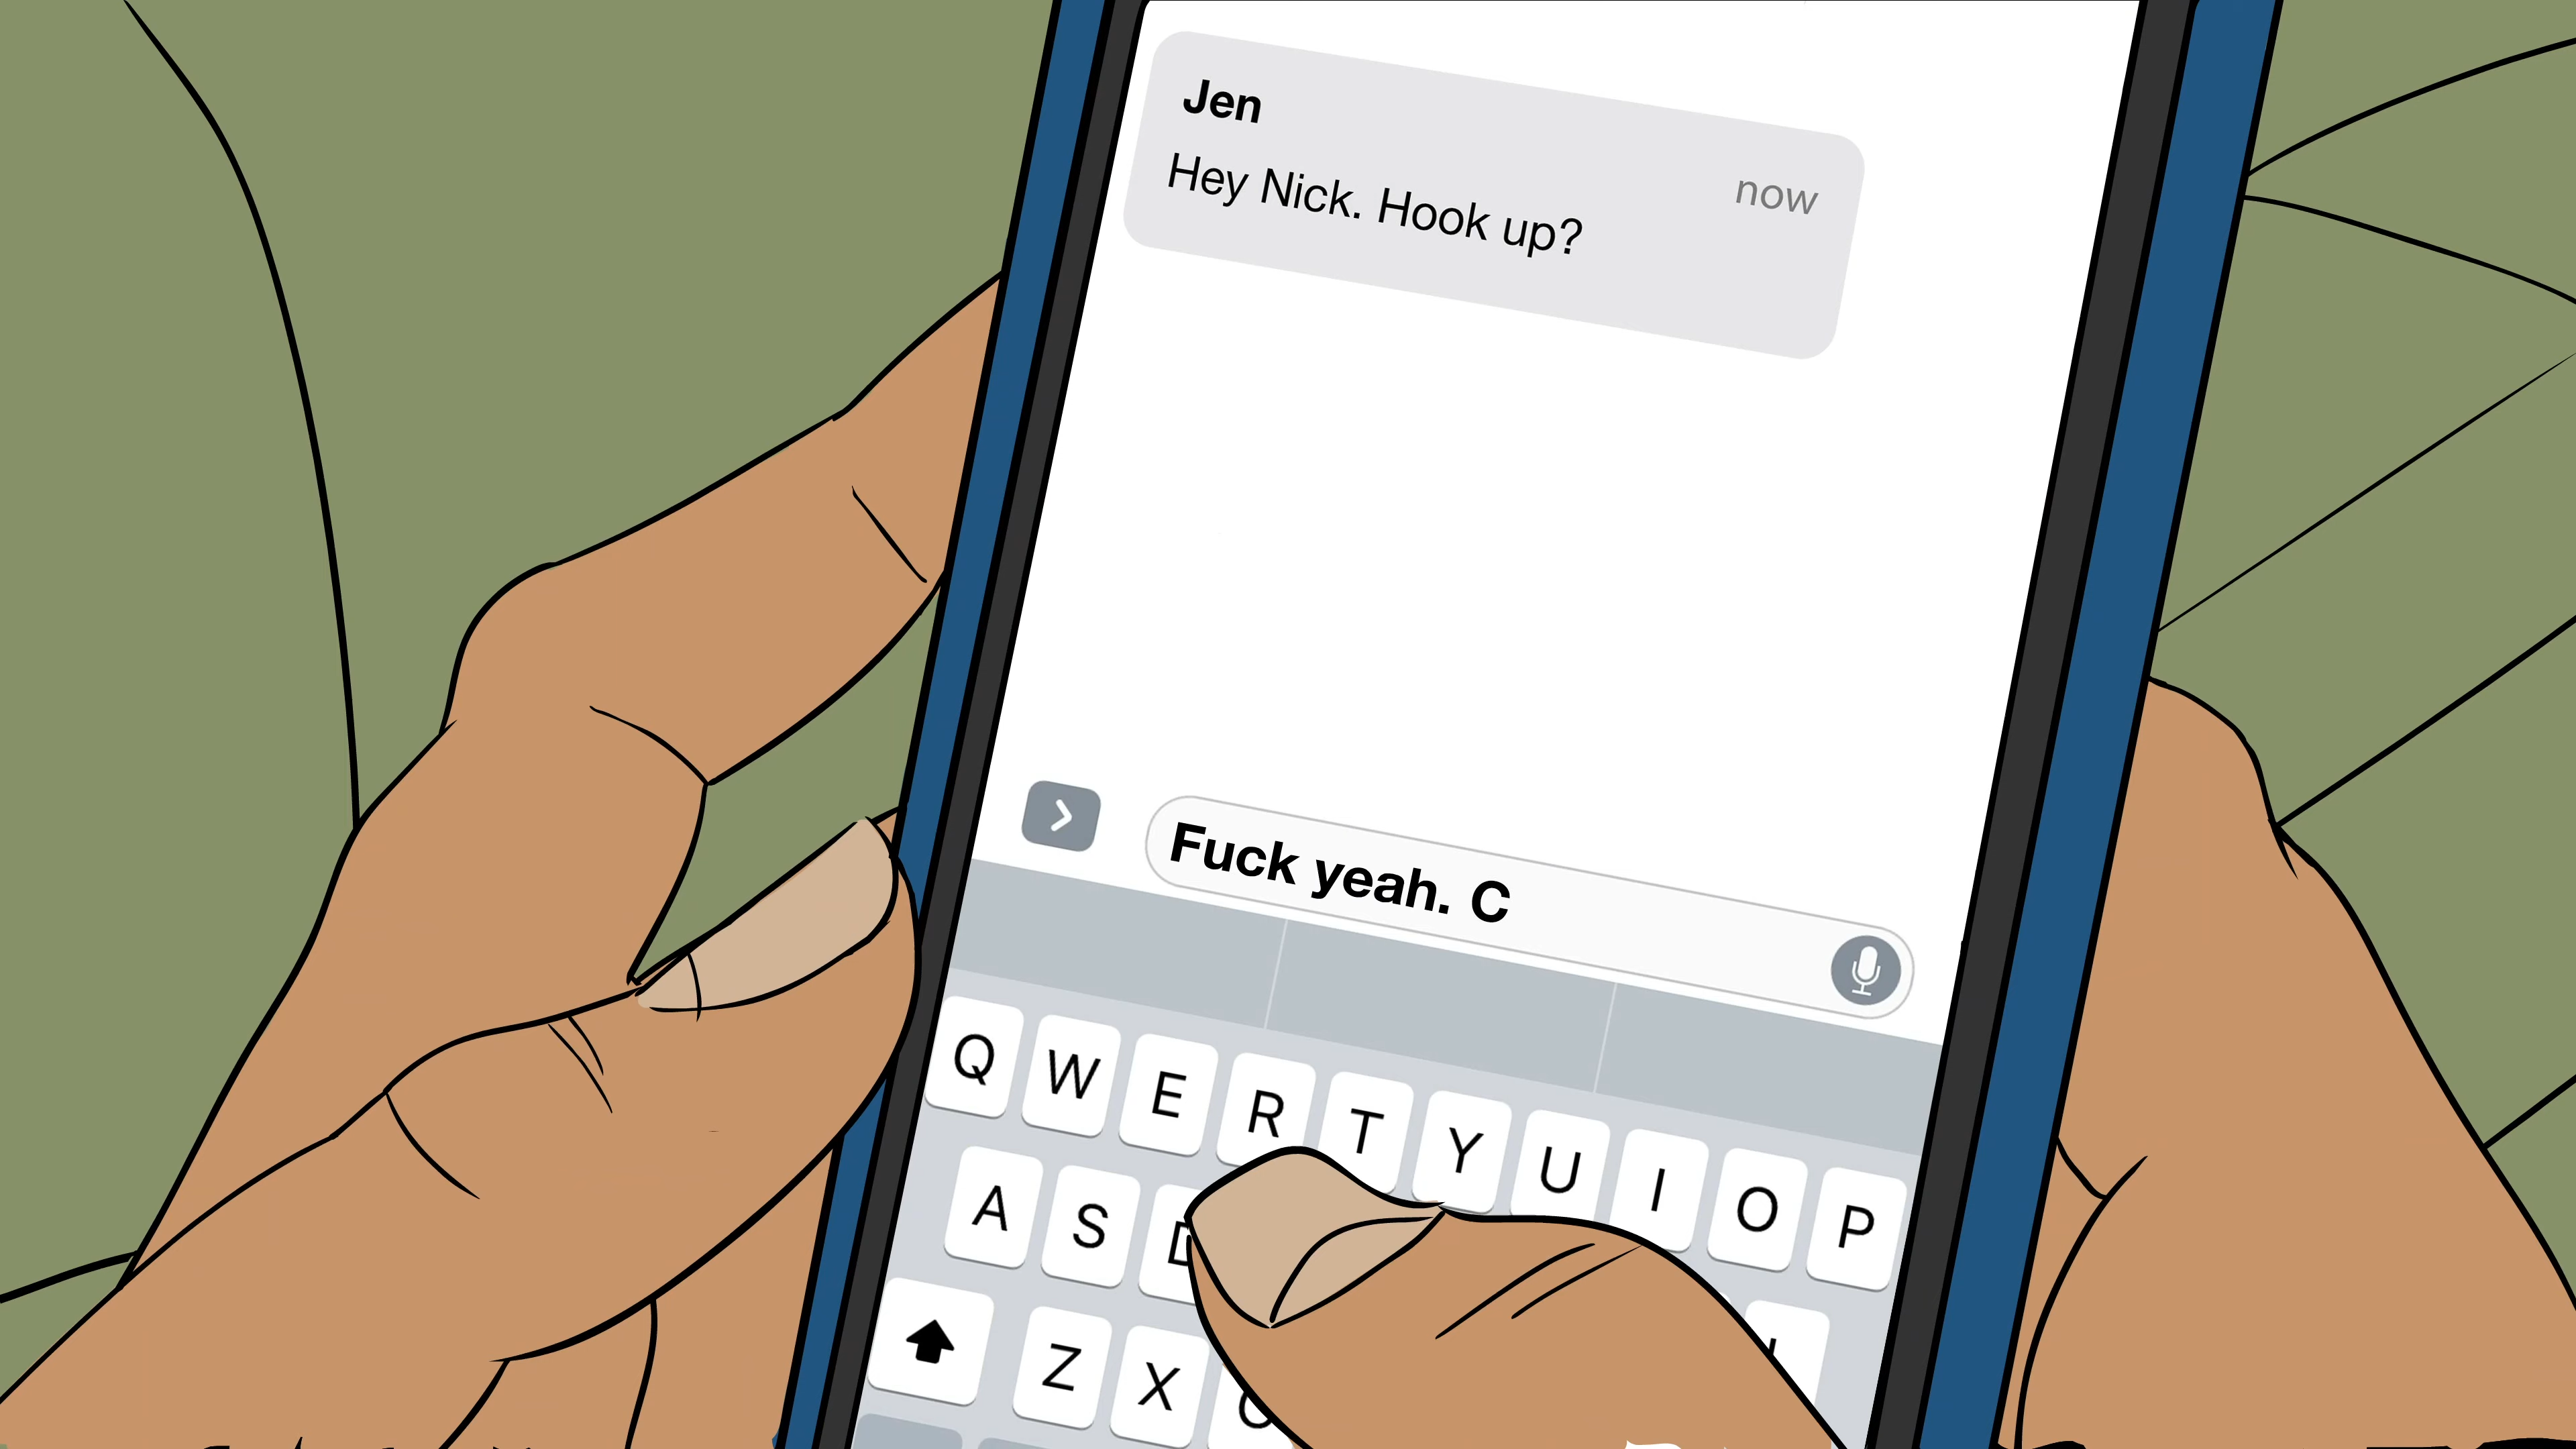 Jen
now
Hey Nick. Hook up?
Fuck yeah. C
Q W E R T Y U I O P
A S D
Z X